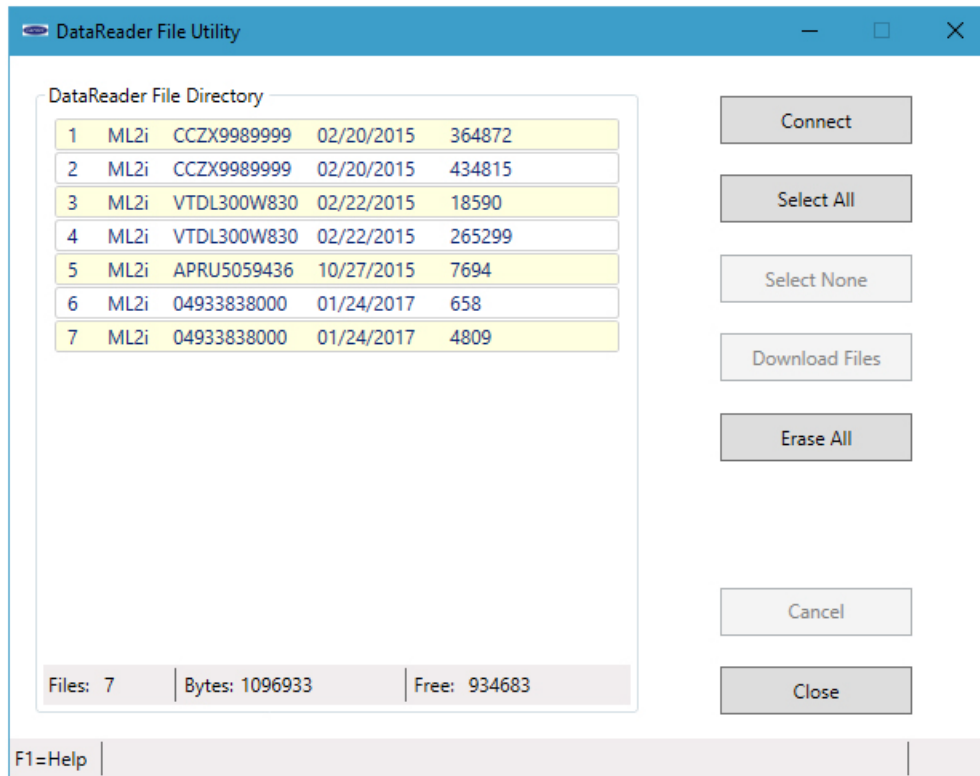 DataReader File Utility
DataReader File Directory
1 ML2i CCZX9989999 02/20/2015 364872
2 ML2i CCZX9989999 02/20/2015 434815
3 ML2i VTDL300W830 02/22/2015 18590
4 ML2i VTDL300W830 02/22/2015 265299
5 ML2i APRU5059436 10/27/2015 7694
6 ML2i 04933838000 01/24/2017 658
7 ML2i 04933838000 01/24/2017 4809
Files: 7 Bytes: 1096933 Free: 934683
Connect
Select All
Select None
Download Files
Erase All
Cancel
Close
F1=Help